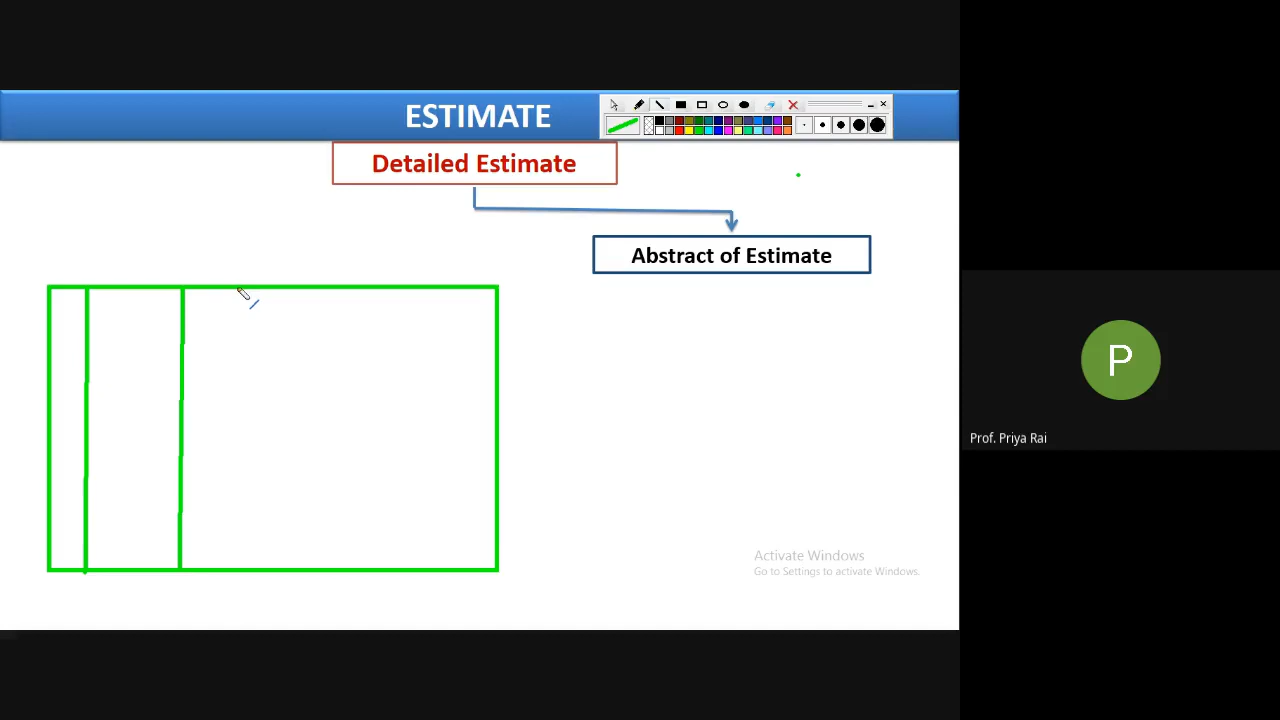 ESTIMATE
Detailed Estimate
Abstract of Estimate
P
Prof. Priya Rai
Activate Windows
Go to Settings to activate Windows.